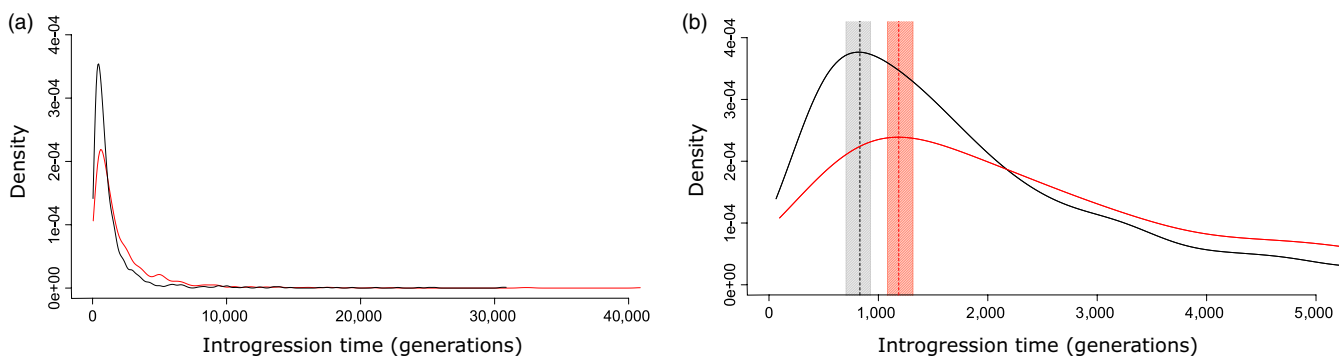 (a)
4e-04
3e-04
2e-04
1e-04
0e+00
Density
0
10,000
20,000
30,000
40,000
Introgression time (generations)
(b)
4e-04
3e-04
2e-04
1e-04
0e+00
Density
0
1,000
2,000
3,000
4,000
5,000
Introgression time (generations)